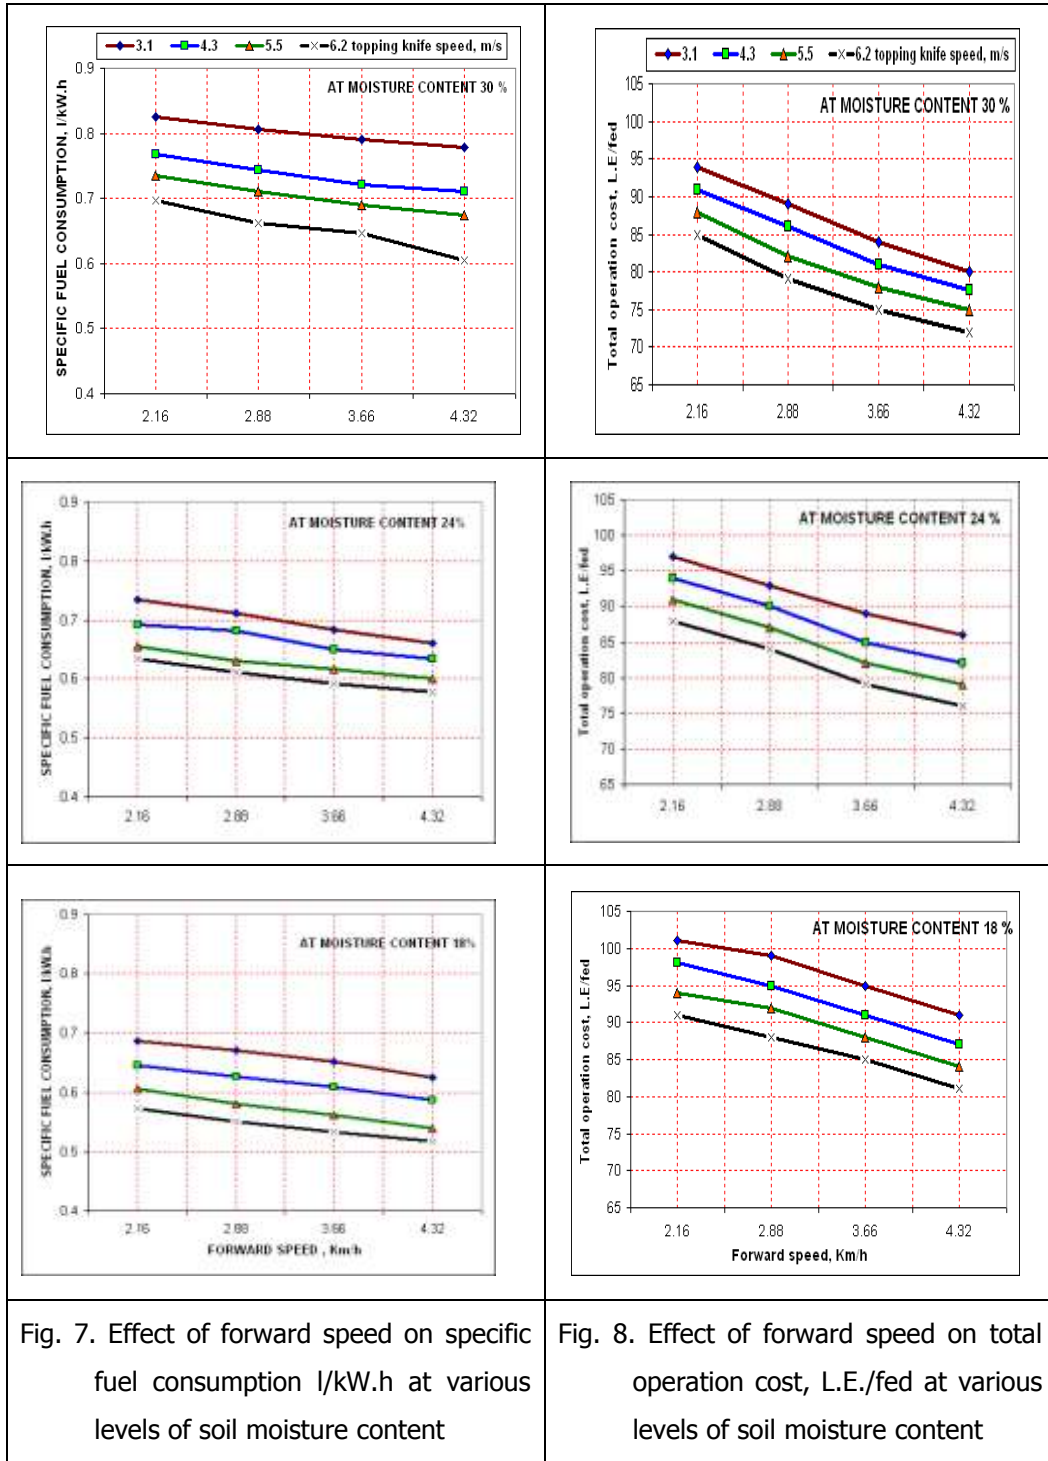 3.1 4.3 5.5 6.2 topping knife speed, m/s
AT MOISTURE CONTENT 30 %
SPECIFIC FUEL CONSUMPTION, l/kW.h
0.9
0.8
0.7
0.6
0.5
0.4
2.16 2.88 3.66 4.32
3.1 4.3 5.5 6.2 topping knife speed, m/s
AT MOISTURE CONTENT 30 %
Total operation cost, L.E/fed
105
100
95
90
85
80
75
70
65
2.16 2.88 3.66 4.32
AT MOISTURE CONTENT 24%
SPECIFIC FUEL CONSUMPTION, l/kW.h
0.9
0.8
0.7
0.6
0.5
0.4
2.16 2.88 3.66 4.32
AT MOISTURE CONTENT 24 %
Total operation cost, L.E/fed
105
100
95
90
85
80
75
70
65
2.16 2.88 3.66 4.32
AT MOISTURE CONTENT 18%
SPECIFIC FUEL CONSUMPTION, l/kW.h
0.9
0.8
0.7
0.6
0.5
0.4
2.16 2.88 3.66 4.32
FORWARD SPEED , Km/h
AT MOISTURE CONTENT 18 %
Total operation cost, L.E/fed
105
100
95
90
85
80
75
70
65
2.16 2.88 3.66 4.32
Forward speed, Km/h
Fig. 7. Effect of forward speed on specific
fuel consumption l/kW.h at various
levels of soil moisture content
Fig. 8. Effect of forward speed on total
operation cost, L.E./fed at various
levels of soil moisture content